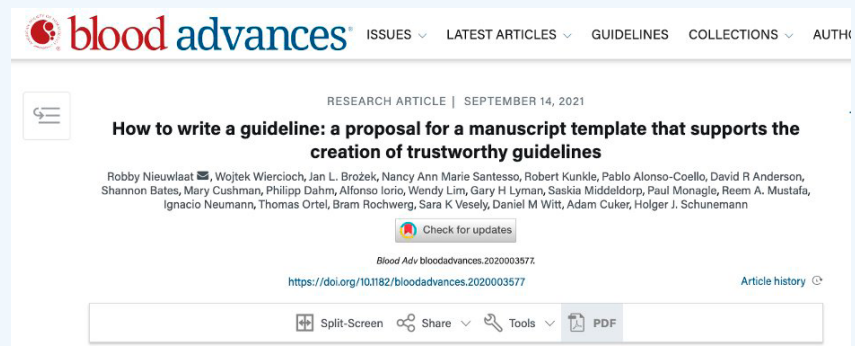 blood advances ISSUES LATEST ARTICLES GUIDELINES COLLECTIONS AUTH
RESEARCH ARTICLE | SEPTEMBER 14, 2021
How to write a guideline: a proposal for a manuscript template that supports the
creation of trustworthy guidelines
Robby Nieuwlaat, Wojtek Wiercioch, Jan L. Brożek, Nancy Ann Marie Santesso, Robert Kunkle, Pablo Alonso-Coello, David R Anderson,
Shannon Bates, Mary Cushman, Philipp Dahm, Alfonso Iorio, Wendy Lim, Gary H Lyman, Saskia Middeldorp, Paul Monagle, Reem A. Mustafa,
Ignacio Neumann, Thomas Ortel, Bram Rochwerg, Sara K Vesely, Daniel M Witt, Adam Cuker, Holger J. Schunemann
Check for updates
Blood Adv bloodadvances.2020003577.
https://doi.org/10.1182/bloodadvances.2020003577 Article history
Split-Screen Share Tools PDF